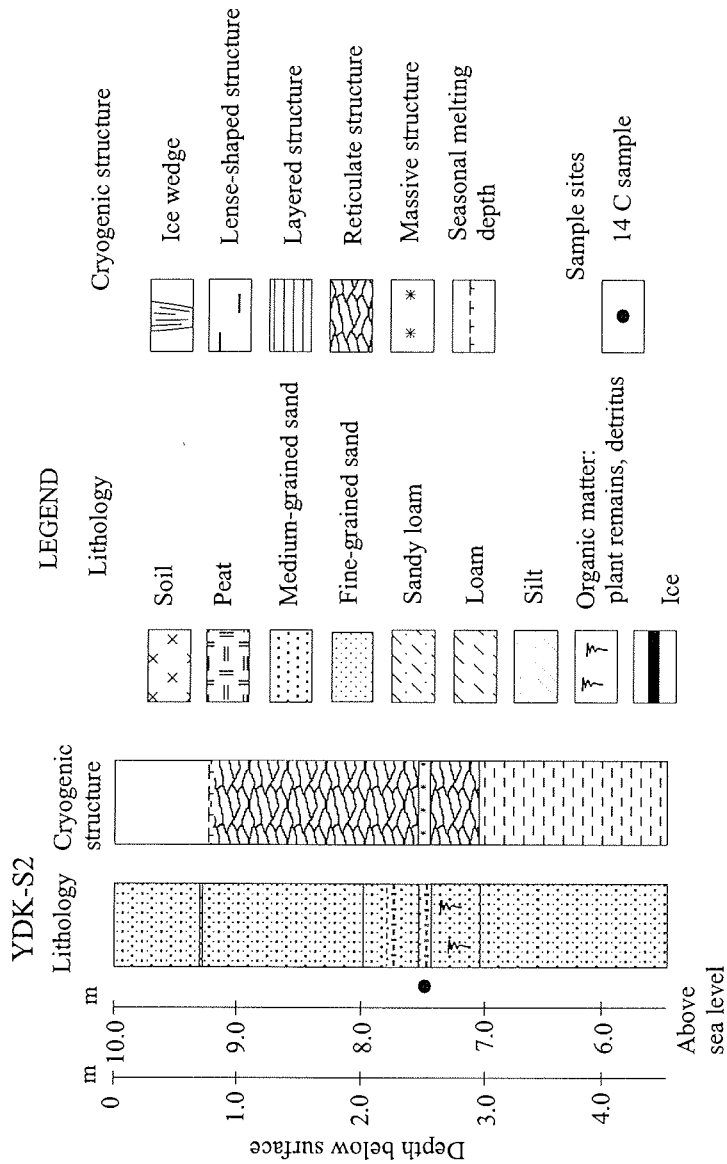 YDK-S2
Lithology
Cryogenic
structure
m
m
0
1.0
2.0
3.0
4.0
Depth below surface
10.0
9.0
8.0
7.0
6.0
Above
sea level
LEGEND
Lithology
Soil
Peat
Medium-grained sand
Fine-grained sand
Sandy loam
Loam
Silt
Organic matter:
plant remains, detritus
Ice
Cryogenic structure
Ice wedge
Lense-shaped structure
Layered structure
Reticulate structure
Massive structure
Seasonal melting
depth
Sample sites
14 C sample